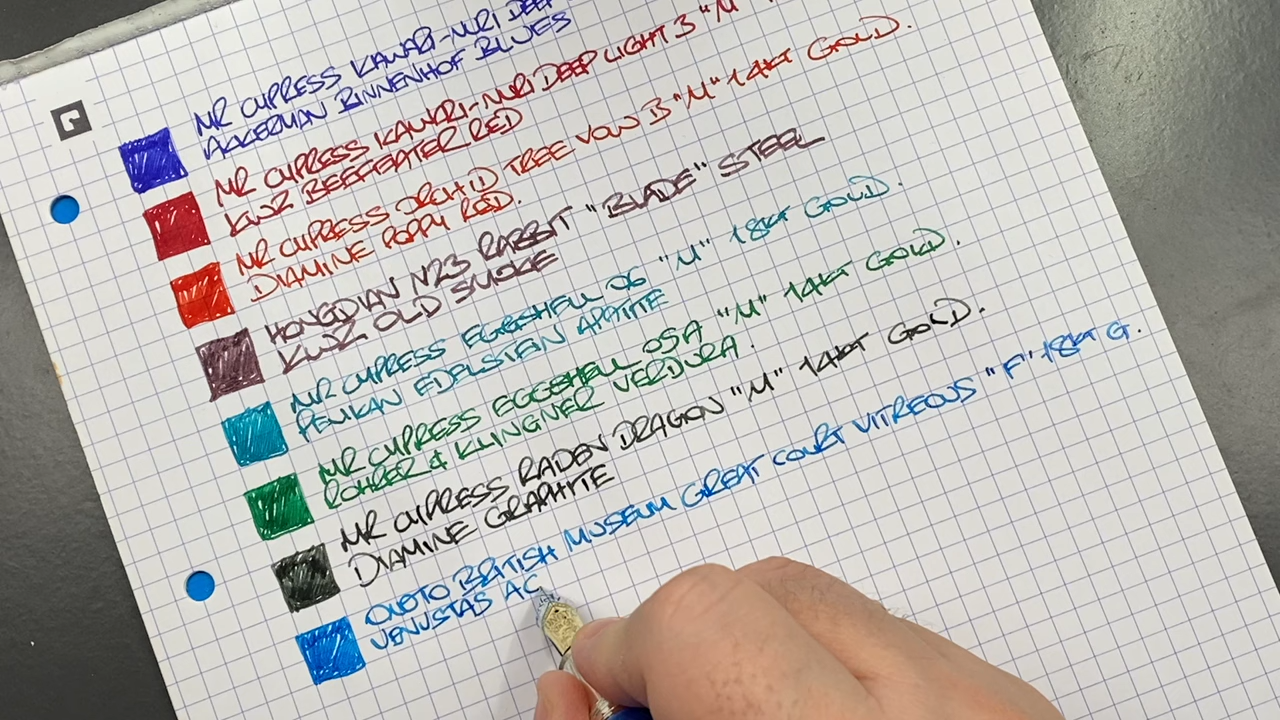 MR CYPRESS KAWARI-NURI DEEP
AKKERMAN BINNENHOF BLUES
MR CYPRESS KAWARI-NURI DEEP LIGHT 3 "M"
KWZ BEEFEATER RED
MR CYPRESS ORCHID TREE VON B "M" 14KT GOLD.
DIAMINE POPPY RED.
HONGDIAN N23 RABBIT "BLADE" STEEL
KWZ OLD SMOKE
MR CYPRESS EGGSHELL 06 "M" 18KT GOLD.
PELIKAN EDELSTEIN APATITE
MR CYPRESS EGGSHELL 05A "M" 14KT GOLD.
ROHRER & KLINGNER VERDURA.
MR CYPRESS RADEN DRAGON "M" 14KT GOLD.
DIAMINE GRAPHITE
ONOTO BRITISH MUSEUM GREAT COURT VITREOUS "F" 18KT G.
VENUSTAS AC